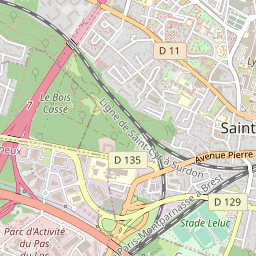 D 11
Le Bois
Cassé
Ligne de Saint-Cyr à Surdon
Saint
Avenue Pierre
D 135
D 129
Paris-Montparnasse à Brest
Stade Leluc
Parc d'Activité
du Pas
du Lac